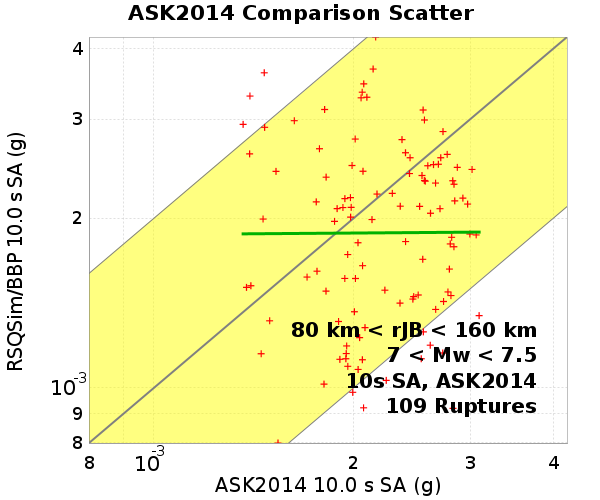 ASK2014 Comparison Scatter
RSQSim/BBP 10.0 s SA (g)
4
3
2
10-3
9
8
80 km < rJB < 160 km
7 < Mw < 7.5
10s SA, ASK2014
109 Ruptures
8 10-3 2 3 4
ASK2014 10.0 s SA (g)